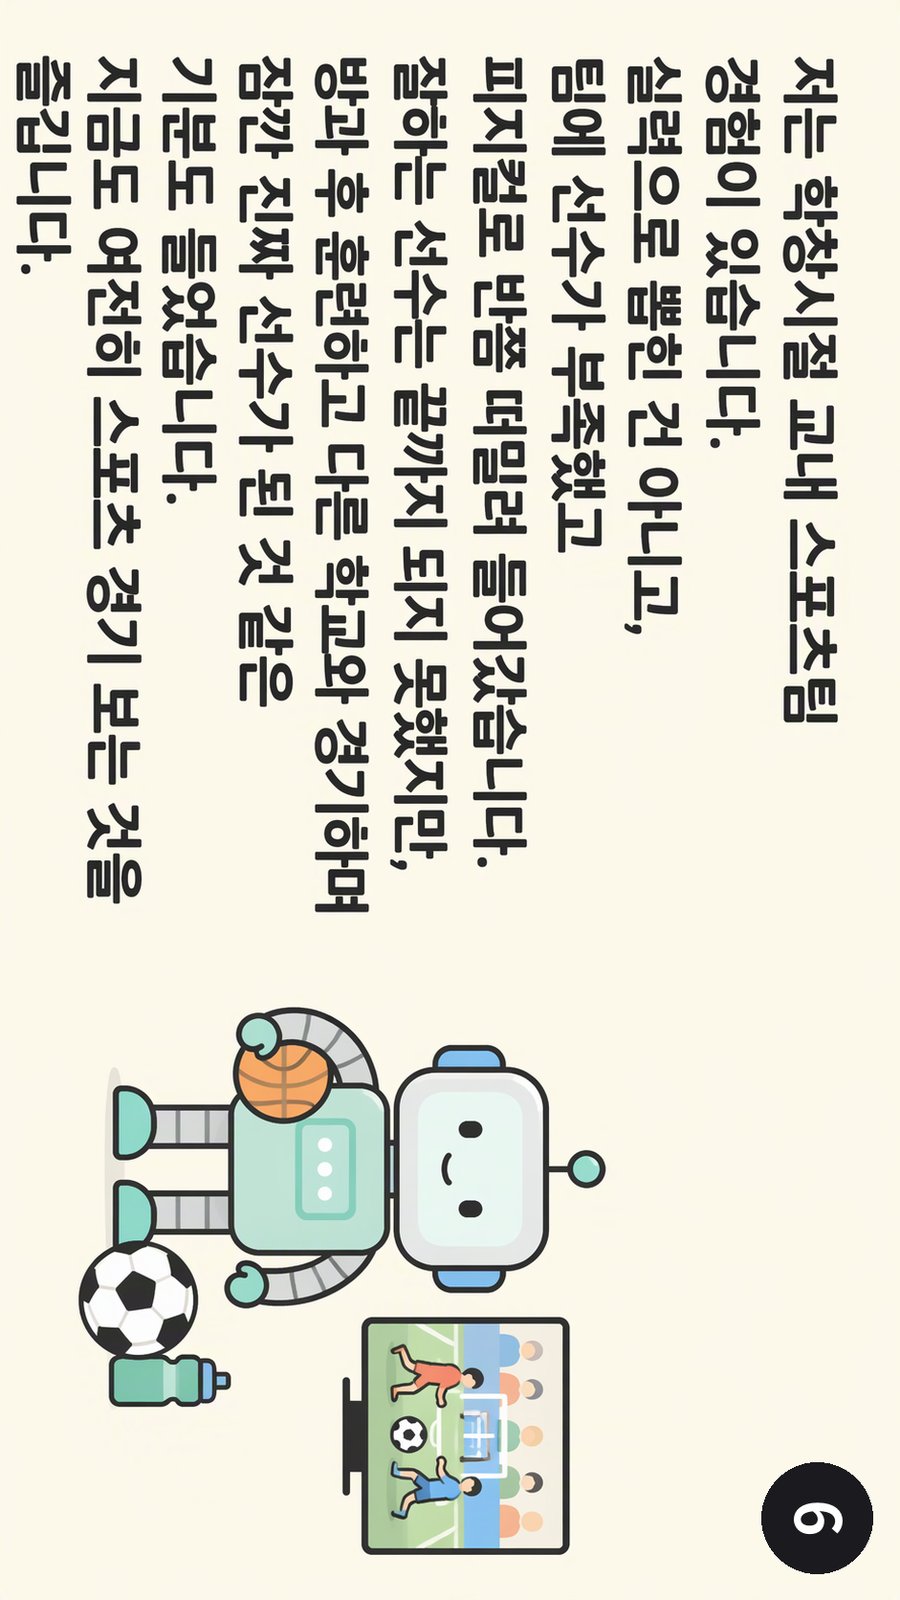 저는 학창시절 교내 스포츠팀
경험이 있습니다.
실력으로 뽑힌 건 아니고,
팀에 선수가 부족했고
피지컬로 반쯤 떠밀려 들어갔습니다.
잘하는 선수는 끝까지 되지 못했지만,
방과 후 훈련하고 다른 학교와 경기하며
잠깐 진짜 선수가 된 것 같은
기분도 들었습니다.
지금도 여전히 스포츠 경기 보는 것을
즐깁니다.
6